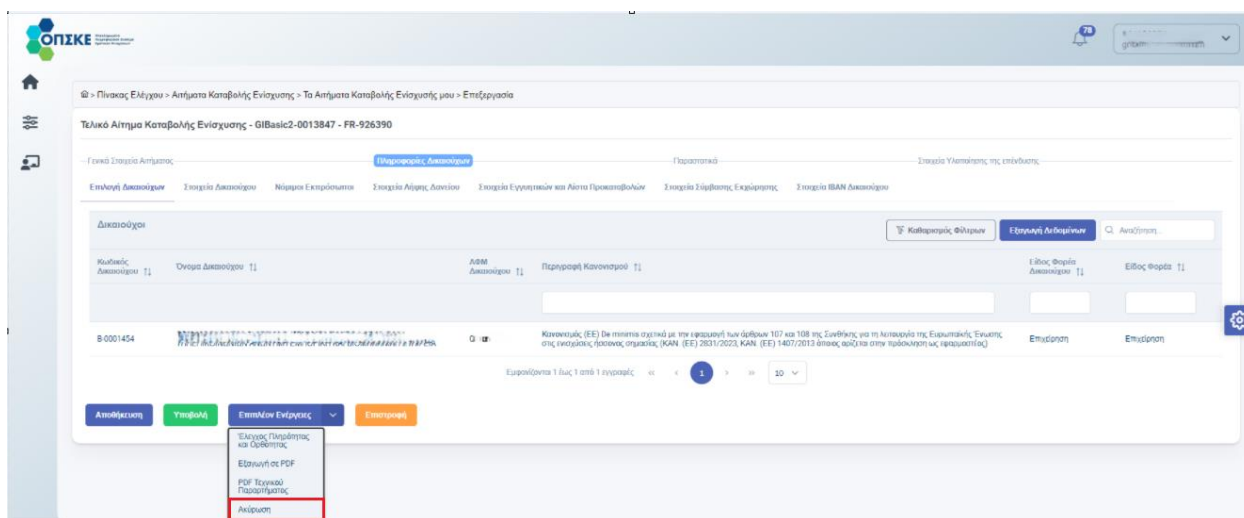 ΟΠΣΚΕ
78
> Πίνακας Ελέγχου > Αιτήματα Καταβολής Ενίσχυσης > Τα Αιτήματα Καταβολής Ενίσχυσής μου > Επεξεργασία
Τελικό Αίτημα Καταβολής Ενίσχυσης - GIBasic2-0013847 - FR-926390
Γενικά Στοιχεία Αιτήματος Πληροφορίες Δικαιούχων Παραστατικά Στοιχεία Υλοποίησης της επένδυσης
Επιλογή Δικαιούχων Στοιχεία Δικαιούχου Νόμιμοι Εκπρόσωποι Στοιχεία Λήψης Δανείου Στοιχεία Εγγυητικών και Λίστα Προκαταβολών Στοιχεία Σύμβασης Εκχώρησης Στοιχεία IBAN Δικαιούχου
Δικαιούχοι Καθαρισμός Φίλτρων Εξαγωγή Δεδομένων Αναζήτηση...
Κωδικός Δικαιούχου Όνομα Δικαιούχου ΑΦΜ Δικαιούχου Περιγραφή Κανονισμού Είδος Φορέα Δικαιούχου Είδος Φορέα
B-0001454 Κανονισμός (ΕΕ) De minimis σχετικά με την εφαρμογή των άρθρων 107 και 108 της Συνθήκης για τη λειτουργία της Ευρωπαϊκής Ένωσης
στις ενισχύσεις ήσσονος σημασίας (ΚΑΝ. (ΕΕ) 2831/2023, ΚΑΝ. (ΕΕ) 1407/2013 όποιος ορίζεται στην πρόσκληση ως εφαρμοστέος) Επιχείρηση Επιχείρηση
Εμφανίζονται 1 έως 1 από 1 εγγραφές « < 1 > » 10
Αποθήκευση Υποβολή Επιπλέον Ενέργειες Επιστροφή
Έλεγχος Πληρότητας
και Ορθότητας
Εξαγωγή σε PDF
PDF Τεχνικού
Παραρτήματος
Ακύρωση